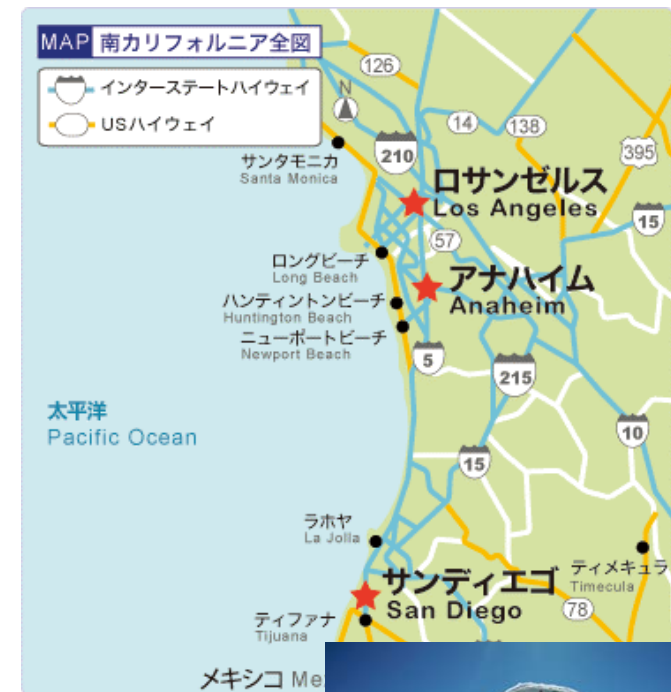 MAP 南カリフォルニア全図
インターステートハイウェイ
USハイウェイ
N
126
14
138
395
210
サンタモニカ
Santa Monica
ロサンゼルス
Los Angeles
15
57
ロングビーチ
Long Beach
アナハイム
Anaheim
ハンティントンビーチ
Huntington Beach
ニューポートビーチ
Newport Beach
5
215
太平洋
Pacific Ocean
10
15
ラホヤ
La Jolla
ティメキュラ
Timecula
サンディエゴ
San Diego
78
ティファナ
Tijuana
メキシコ Me